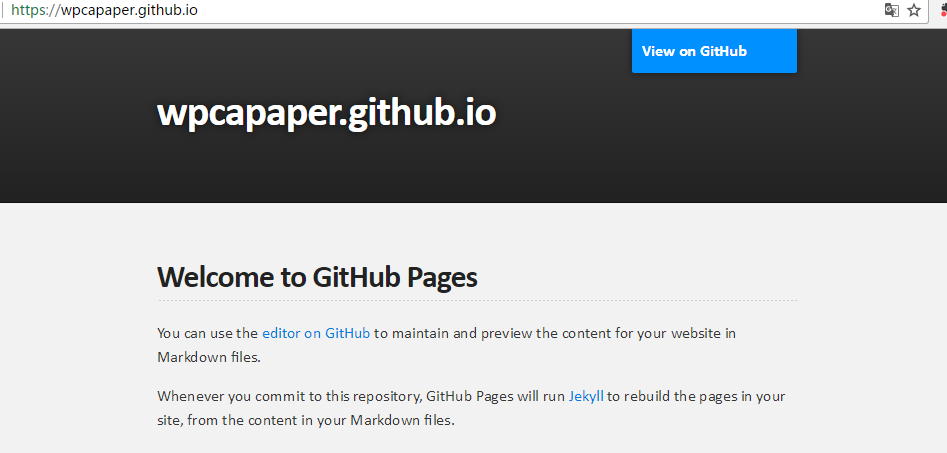 https://wpcapaper.github.io
View on GitHub
wpcapaper.github.io
Welcome to GitHub Pages
You can use the editor on GitHub to maintain and preview the content for your website in
Markdown files.
Whenever you commit to this repository, GitHub Pages will run Jekyll to rebuild the pages in your
site, from the content in your Markdown files.